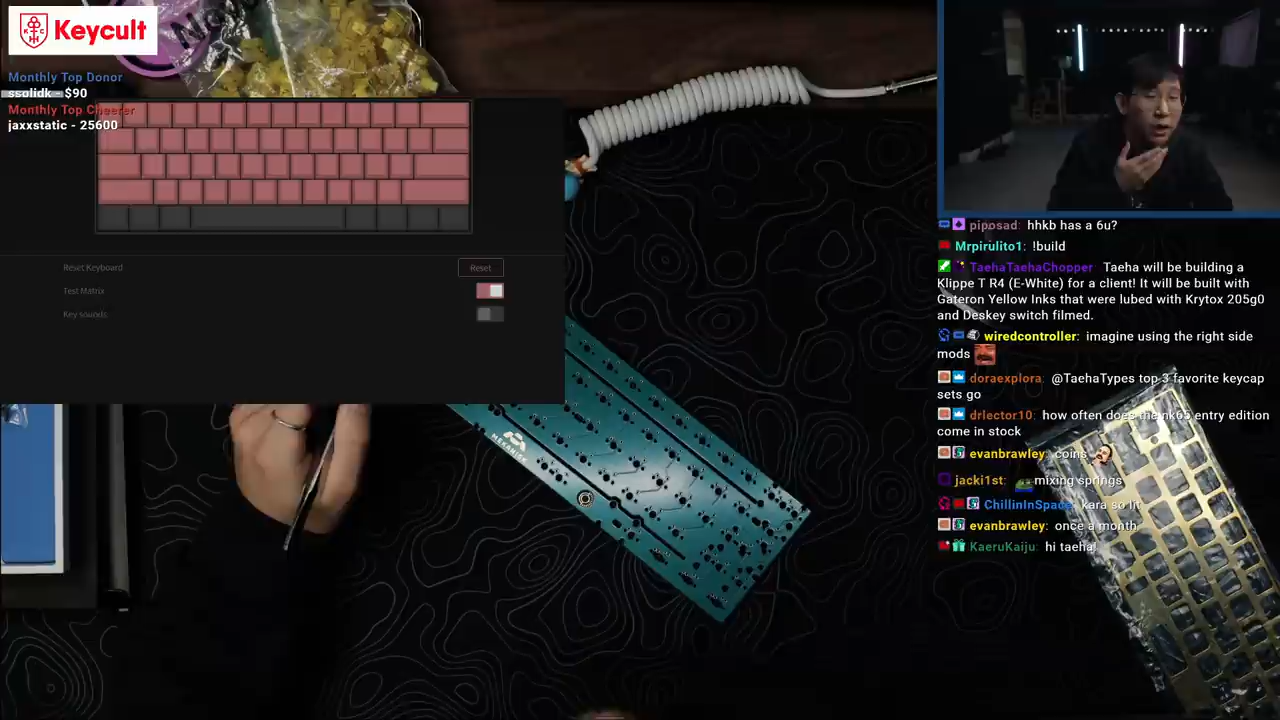 Keycult
Monthly Top Donor
ssolidk - $90
Monthly Top Cheerer
jaxxstatic - 25600
Reset Keyboard
Reset
Test Matrix
Key sounds
MEKANISK
piposad: hhkb has a 6u?
Mrpirulito1: !build
TaehaTaehaChopper: Taeha will be building a
Klippe T R4 (E-White) for a client! It will be built with
Gateron Yellow Inks that were lubed with Krytox 205g0
and Deskey switch filmed.
wiredcontroller: imagine using the right side
mods
doraexplora: @TaehaTypes top 3 favorite keycap
sets go
drlector10: how often does the nk65 entry edition
come in stock
evanbrawley: coins
jacki1st: mixing springs
ChillinInSpace: kara so lit
evanbrawley: once a month
KaeruKaiju: hi taeha!